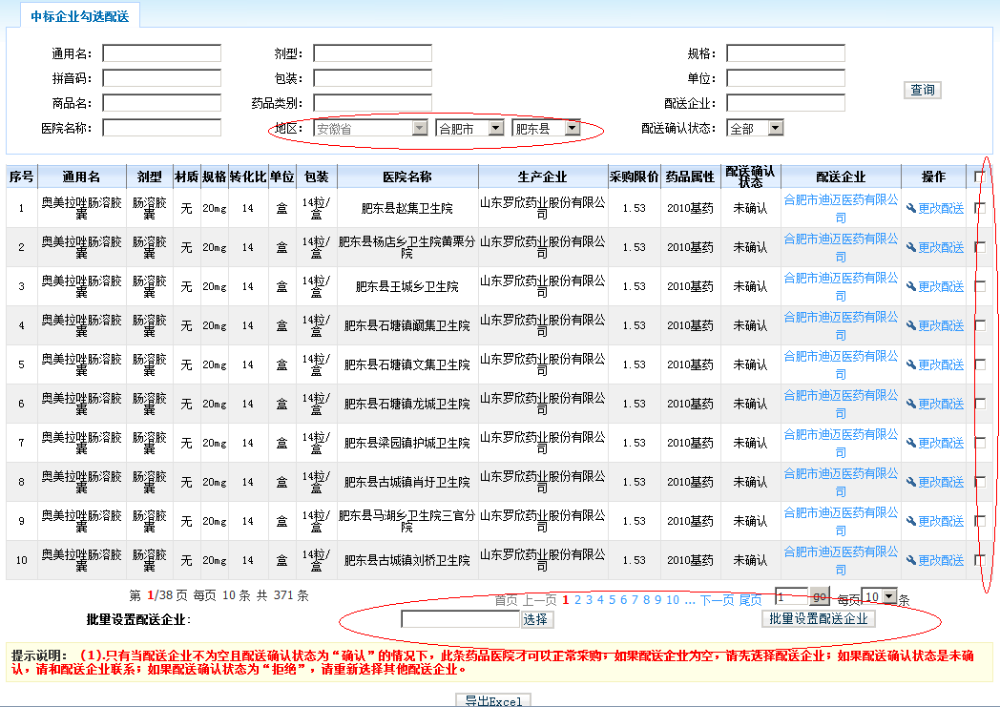 中标企业勾选配送
通用名: 剂型: 规格:
拼音码: 包装: 单位:
商品名: 药品类别: 配送企业: 查询
医院名称: 地区: 安徽省 合肥市 肥东县 配送确认状态: 全部
序号 通用名 剂型 材质 规格 转化比 单位 包装 医院名称 生产企业 采购限价 药品属性 配送确认状态 配送企业 操作
1 奥美拉唑肠溶胶囊 肠溶胶囊 无 20mg 14 盒 14粒/盒 肥东县赵集卫生院 山东罗欣药业股份有限公司 1.53 2010基药 未确认 合肥市迪迈医药有限公司 更改配送
2 奥美拉唑肠溶胶囊 肠溶胶囊 无 20mg 14 盒 14粒/盒 肥东县杨店乡卫生院黄栗分院 山东罗欣药业股份有限公司 1.53 2010基药 未确认 合肥市迪迈医药有限公司 更改配送
3 奥美拉唑肠溶胶囊 肠溶胶囊 无 20mg 14 盒 14粒/盒 肥东县王城乡卫生院 山东罗欣药业股份有限公司 1.53 2010基药 未确认 合肥市迪迈医药有限公司 更改配送
4 奥美拉唑肠溶胶囊 肠溶胶囊 无 20mg 14 盒 14粒/盒 肥东县石塘镇阚集卫生院 山东罗欣药业股份有限公司 1.53 2010基药 未确认 合肥市迪迈医药有限公司 更改配送
5 奥美拉唑肠溶胶囊 肠溶胶囊 无 20mg 14 盒 14粒/盒 肥东县石塘镇文集卫生院 山东罗欣药业股份有限公司 1.53 2010基药 未确认 合肥市迪迈医药有限公司 更改配送
6 奥美拉唑肠溶胶囊 肠溶胶囊 无 20mg 14 盒 14粒/盒 肥东县石塘镇龙城卫生院 山东罗欣药业股份有限公司 1.53 2010基药 未确认 合肥市迪迈医药有限公司 更改配送
7 奥美拉唑肠溶胶囊 肠溶胶囊 无 20mg 14 盒 14粒/盒 肥东县梁园镇护城卫生院 山东罗欣药业股份有限公司 1.53 2010基药 未确认 合肥市迪迈医药有限公司 更改配送
8 奥美拉唑肠溶胶囊 肠溶胶囊 无 20mg 14 盒 14粒/盒 肥东县古城镇肖圩卫生院 山东罗欣药业股份有限公司 1.53 2010基药 未确认 合肥市迪迈医药有限公司 更改配送
9 奥美拉唑肠溶胶囊 肠溶胶囊 无 20mg 14 盒 14粒/盒 肥东县马湖乡卫生院三官分院 山东罗欣药业股份有限公司 1.53 2010基药 未确认 合肥市迪迈医药有限公司 更改配送
10 奥美拉唑肠溶胶囊 肠溶胶囊 无 20mg 14 盒 14粒/盒 肥东县古城镇刘桥卫生院 山东罗欣药业股份有限公司 1.53 2010基药 未确认 合肥市迪迈医药有限公司 更改配送
第 1/38 页 每页 10 条 共 371 条 首页 上一页 1 2 3 4 5 6 7 8 9 10 ... 下一页 尾页 1 go 每页 10 条
批量设置配送企业: 选择 批量设置配送企业
提示说明: (1).只有当配送企业不为空且配送确认状态为“确认”的情况下，此条药品医院才可以正常采购；如果配送企业为空，请先选择配送企业；如果配送确认状态是未确
认，请和配送企业联系；如果配送确认状态为“拒绝”，请重新选择其他配送企业。
导出Excel